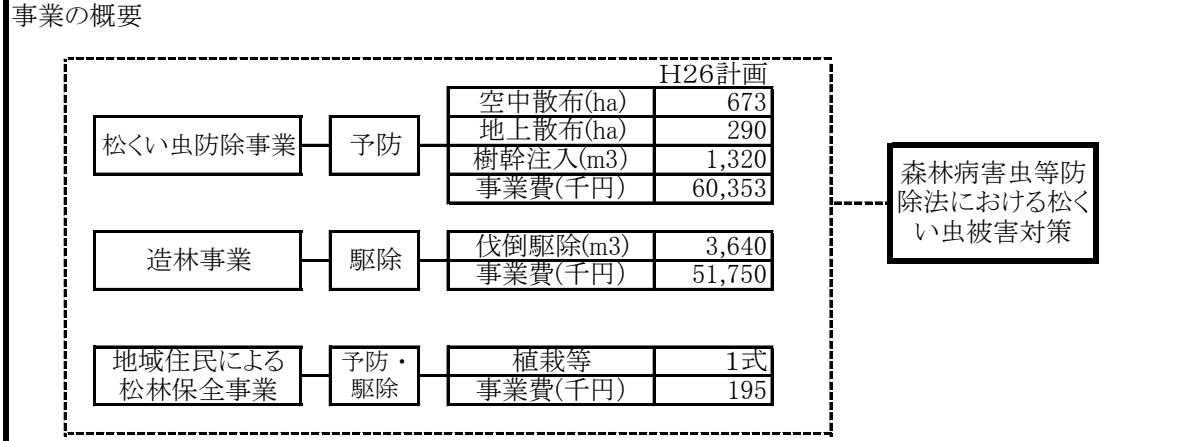 事業の概要
H26計画
空中散布(ha) 673
地上散布(ha) 290
樹幹注入(m3) 1,320
事業費(千円) 60,353
松くい虫防除事業
予防
伐倒駆除(m3) 3,640
事業費(千円) 51,750
造林事業
駆除
植栽等 1式
事業費(千円) 195
地域住民による
松林保全事業
予防・
駆除
森林病害虫等防
除法における松く
い虫被害対策